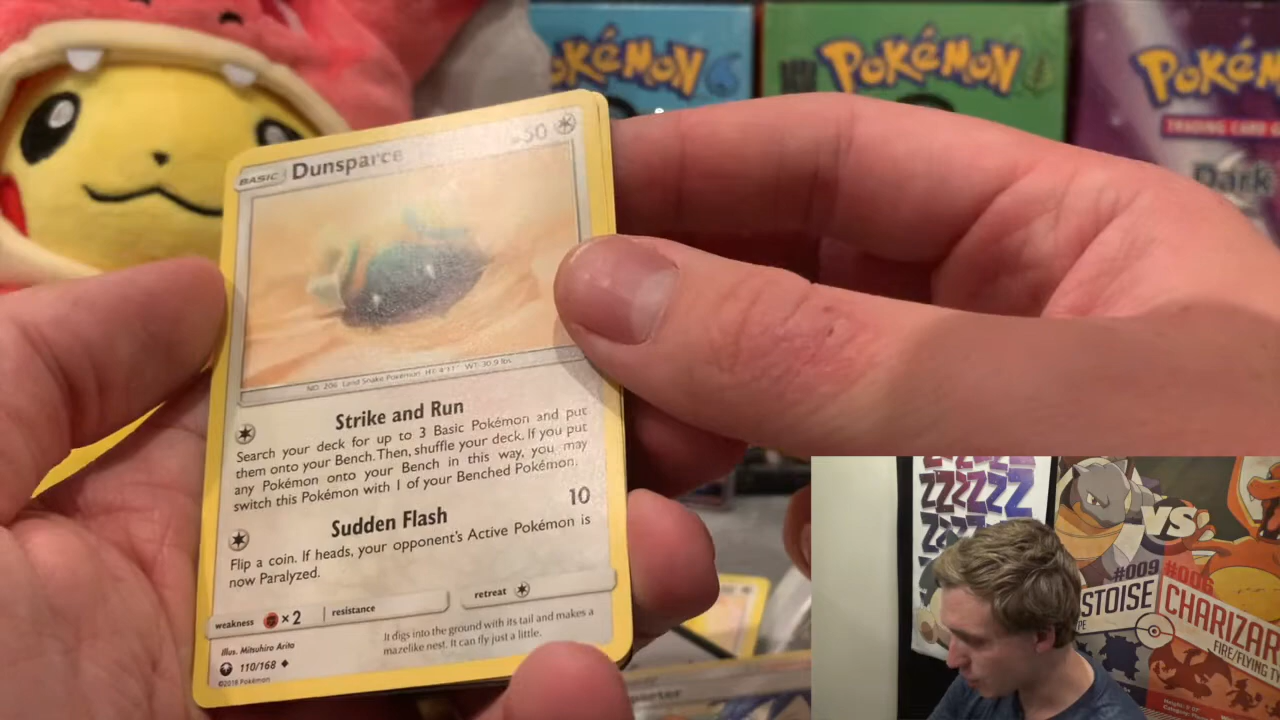 POKÉMON
POKÉMON
POKÉM
TRADING CARD G
Dark
BASIC Dunsparce 50
NO. 206 Land Snake Pokémon HT: 4'11" WT: 30.9 lbs.
Strike and Run
Search your deck for up to 3 Basic Pokémon and put
them onto your Bench. Then, shuffle your deck. If you put
any Pokémon onto your Bench in this way, you may
switch this Pokémon with 1 of your Benched Pokémon.
Sudden Flash 10
Flip a coin. If heads, your opponent's Active Pokémon is
now Paralyzed.
weakness ×2 resistance retreat
It digs into the ground with its tail and makes a
mazelike nest. It can fly just a little.
Illus. Mitsuhiro Arita
110/168
©2018 Pokémon
ZZZZZ
VS
#009 #006
STOISE CHARIZAR
PE FIRE/FLYING TY